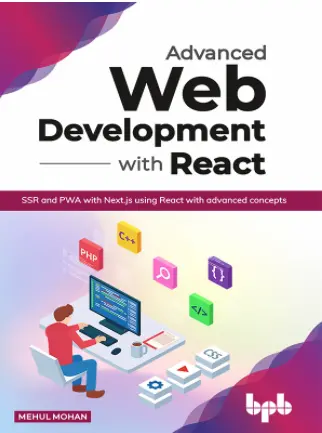 Advanced
Web
Development
with React
SSR and PWA with Next.js using React with advanced concepts
C++
PHP
{}
</>
CSS
MEHUL MOHAN
bpb